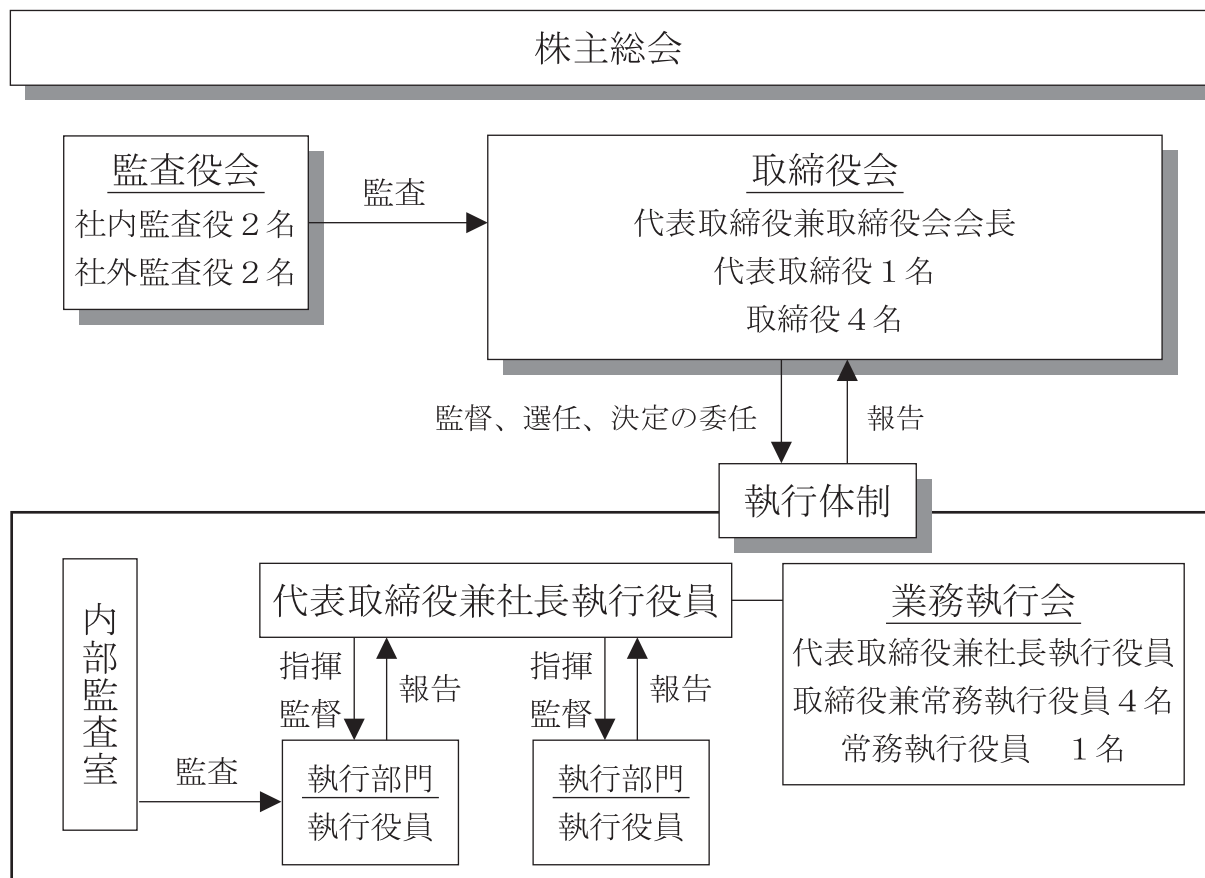 株主総会
監査役会
社内監査役２名
社外監査役２名
監査
取締役会
代表取締役兼取締役会会長
代表取締役１名
取締役４名
監督、選任、決定の委任
報告
執行体制
内部監査室
代表取締役兼社長執行役員
業務執行会
代表取締役兼社長執行役員
取締役兼常務執行役員４名
常務執行役員　１名
指揮
監督
報告
指揮
監督
報告
監査
執行部門
執行役員
執行部門
執行役員